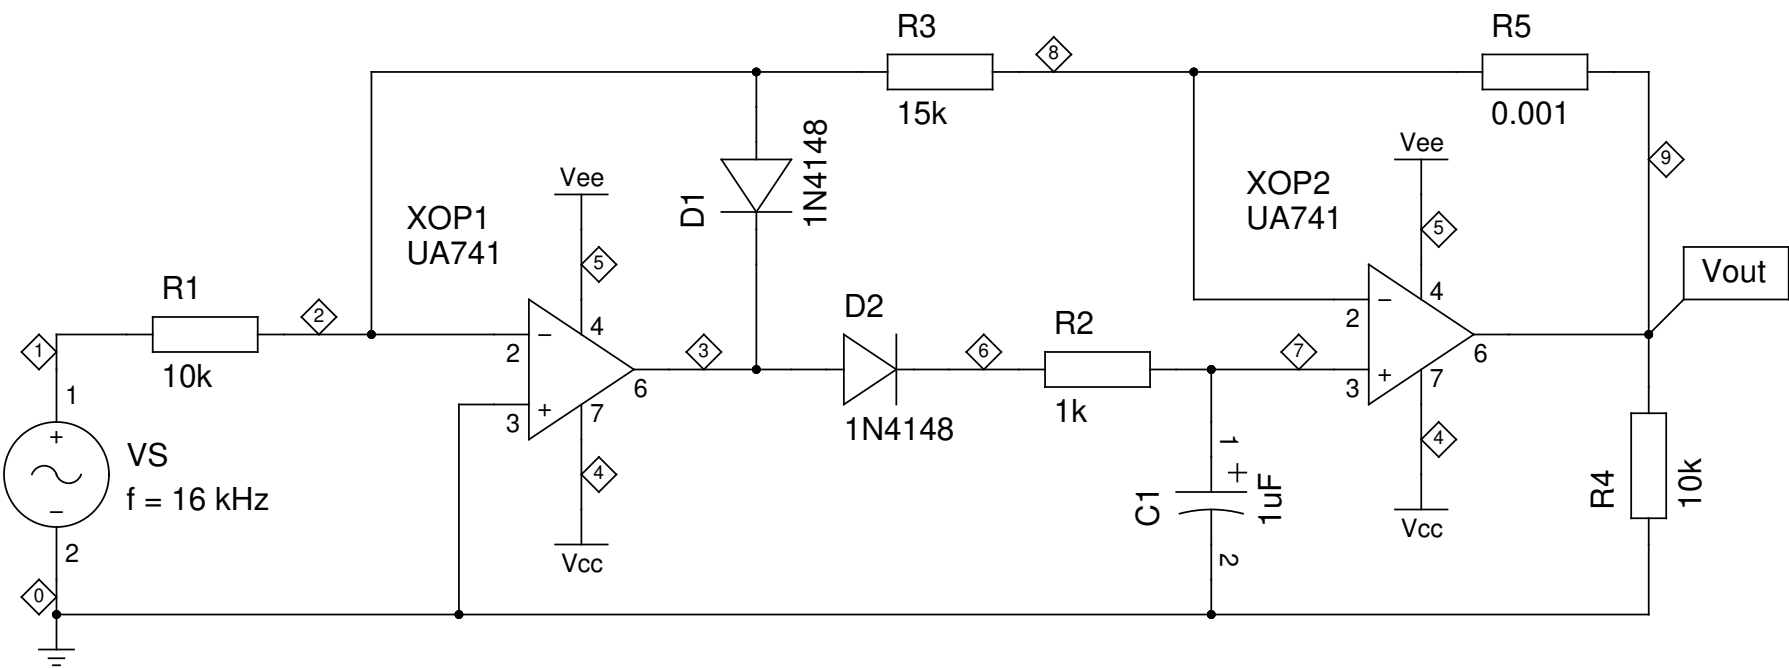 R3
15k
8
R5
0.001
Vee
5
9
XOP2
UA741
1N4148
D1
Vee
5
XOP1
UA741
R1
10k
2
1
1
+
VS
f = 16 kHz
−
2
0
−
2
4
6
+
3
7
4
Vcc
3
D2
1N4148
6
R2
1k
7
1
+
C1
1uF
2
−
2
4
6
+
3
7
4
Vcc
Vout
R4
10k